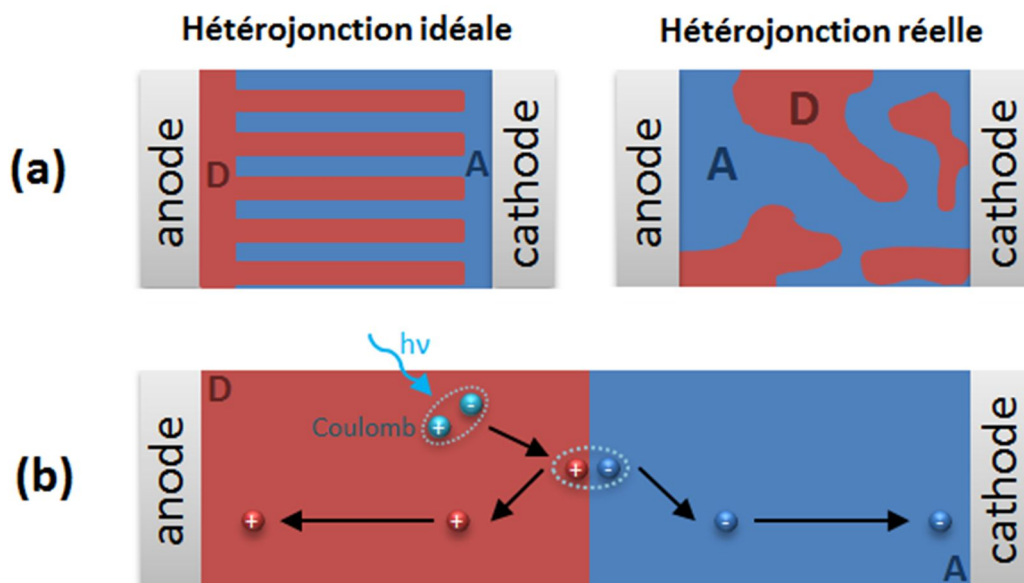 Hétérojonction idéale
Hétérojonction réelle
(a)
anode
D
A
cathode
anode
A
D
cathode
hν
(b)
anode
D
Coulomb
+
-
+
-
+
+
-
-
A
cathode